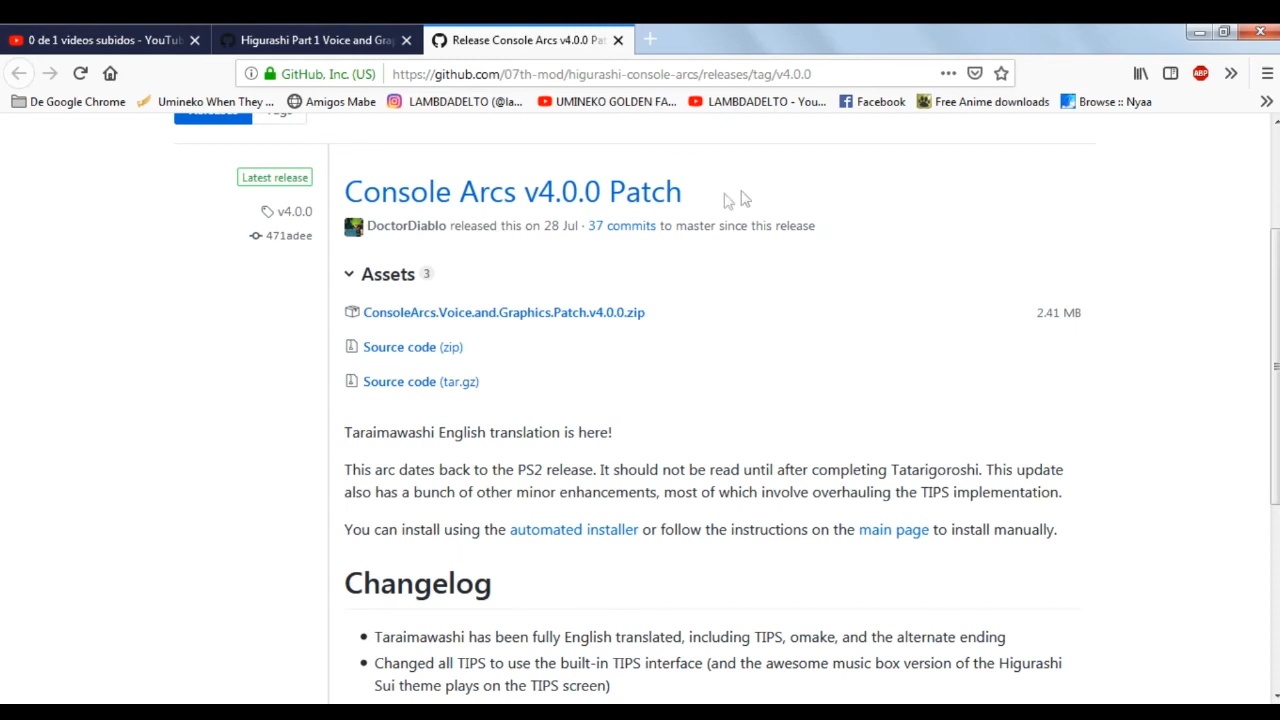 0 de 1 videos subidos - YouTu
Higurashi Part 1 Voice and Gra
Release Console Arcs v4.0.0 Pat
GitHub, Inc. (US)
https://github.com/07th-mod/higurashi-console-arcs/releases/tag/v4.0.0
De Google Chrome
Umineko When They ...
Amigos Mabe
LAMBDADELTO (@la...
UMINEKO GOLDEN FA...
LAMBDADELTO - You...
Facebook
Free Anime downloads
Browse :: Nyaa
Latest release
v4.0.0
471adee
Console Arcs v4.0.0 Patch
DoctorDiablo released this on 28 Jul · 37 commits to master since this release
Assets 3
ConsoleArcs.Voice.and.Graphics.Patch.v4.0.0.zip 2.41 MB
Source code (zip)
Source code (tar.gz)
Taraimawashi English translation is here!
This arc dates back to the PS2 release. It should not be read until after completing Tatarigoroshi. This update
also has a bunch of other minor enhancements, most of which involve overhauling the TIPS implementation.
You can install using the automated installer or follow the instructions on the main page to install manually.
Changelog
Taraimawashi has been fully English translated, including TIPS, omake, and the alternate ending
Changed all TIPS to use the built-in TIPS interface (and the awesome music box version of the Higurashi
Sui theme plays on the TIPS screen)